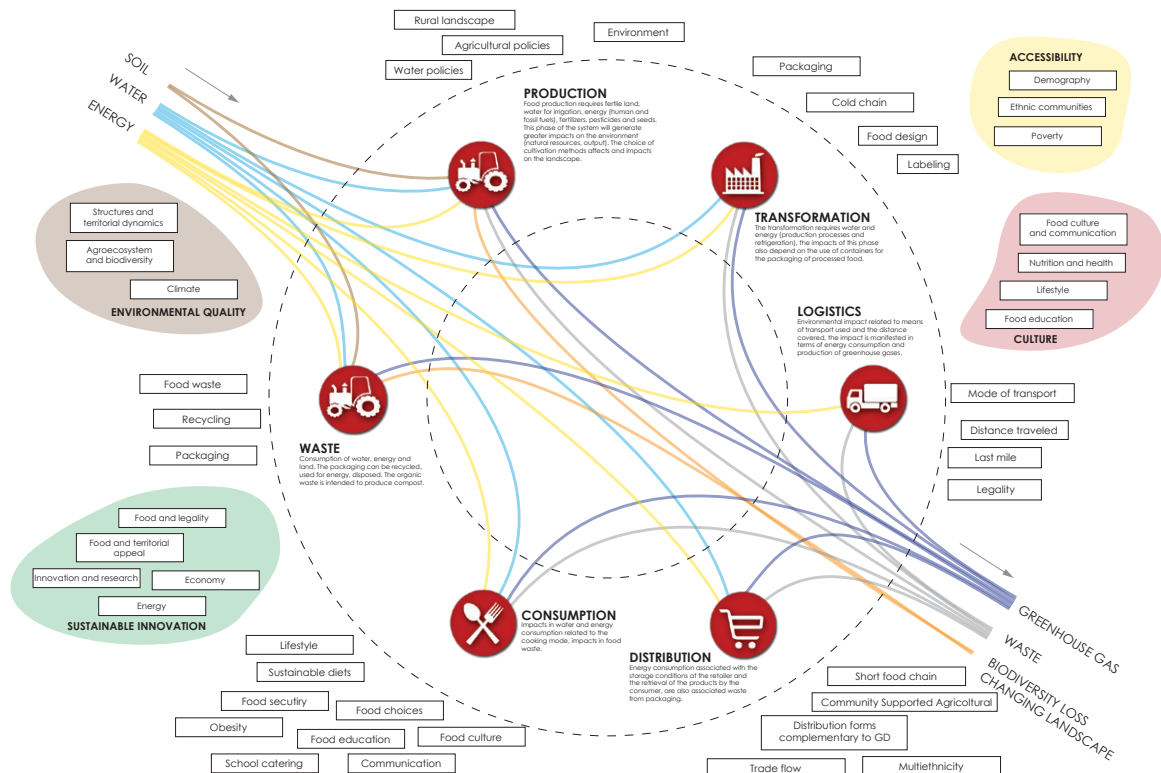 Rural landscape
Agricultural policies
Water policies
Environment
Packaging
Cold chain
Food design
Labeling
ACCESSIBILITY
Demography
Ethnic communities
Poverty
SOIL
WATER
ENERGY
PRODUCTION
Food production requires fertile land,
water for irrigation, energy (human and
fossil fuels), fertilizers, pesticides and seeds.
This phase of the system will generate
greater impacts on the environment
(natural resources, output). The choice of
cultivation methods affects and impacts
on the landscape.
TRANSFORMATION
The transformation requires water and
energy (production processes and
refrigeration), the impacts of this phase
also depend on the use of containers for
the packaging of processed food.
Structures and
territorial dynamics
Agroecosystem
and biodiversity
Climate
ENVIRONMENTAL QUALITY
Food culture
and communication
Nutrition and health
Lifestyle
Food education
CULTURE
LOGISTICS
Environmental impact related to means
of transport used and the distance
covered, the impact is manifested in
terms of energy consumption and
production of greenhouse gases.
Food waste
Recycling
Packaging
WASTE
Consumption of water, energy and
land. The packaging can be recycled,
used for energy, disposed. The organic
waste is intended to produce compost.
Mode of transport
Distance traveled
Last mile
Legality
Food and legality
Food and territorial
appeal
Innovation and research
Economy
Energy
SUSTAINABLE INNOVATION
CONSUMPTION
Impacts in water and energy
consumption related to the
cooking mode, impacts in food
waste.
DISTRIBUTION
Energy consumption associated with the
storage conditions at the retailer and
the retrieval of the products by the
consumer, are also associated waste
from packaging.
GREENHOUSE GAS
WASTE
BIODIVERSITY LOSS
CHANGING LANDSCAPE
Lifestyle
Sustainable diets
Food secutiry
Food choices
Obesity
Food education
Food culture
School catering
Communication
Short food chain
Community Supported Agricoltural
Distribution forms
complementary to GD
Trade flow
Multiethnicity